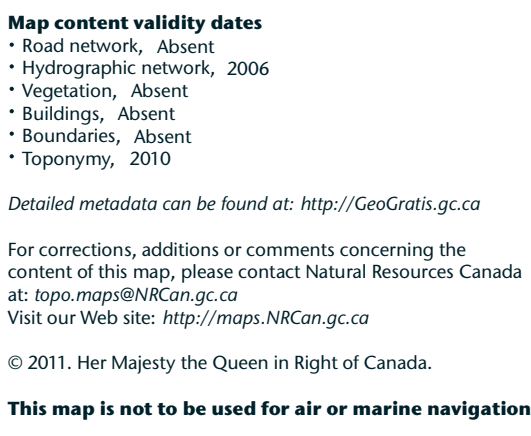 Map content validity dates
• Road network, Absent
• Hydrographic network, 2006
• Vegetation, Absent
• Buildings, Absent
• Boundaries, Absent
• Toponymy, 2010
Detailed metadata can be found at: http://GeoGratis.gc.ca
For corrections, additions or comments concerning the
content of this map, please contact Natural Resources Canada
at: topo.maps@NRCan.gc.ca
Visit our Web site: http://maps.NRCan.gc.ca
© 2011. Her Majesty the Queen in Right of Canada.
This map is not to be used for air or marine navigation